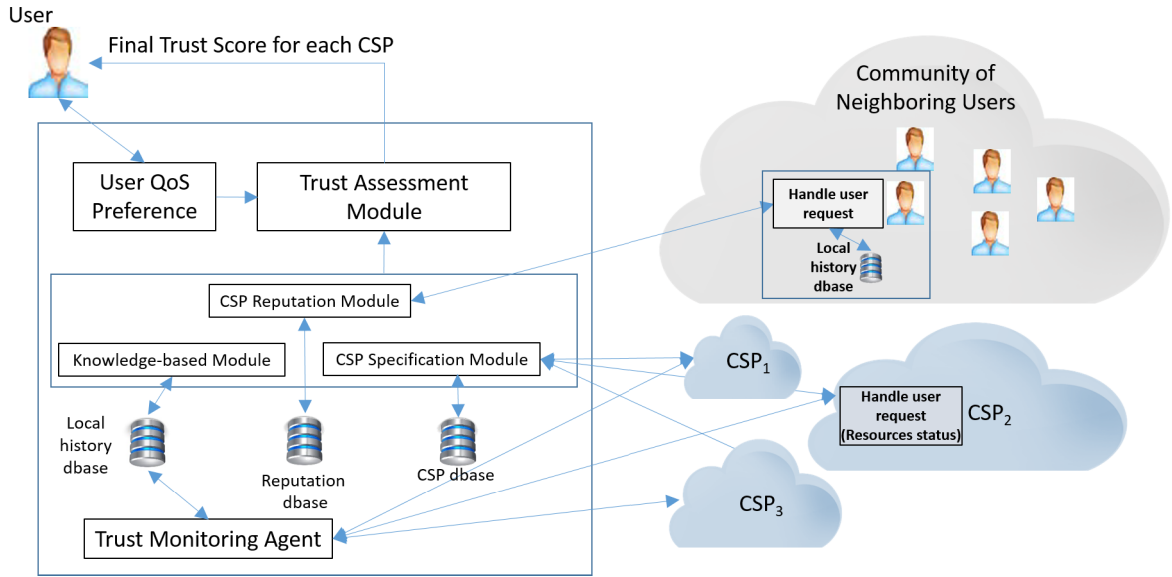 User
Final Trust Score for each CSP
User QoS
Preference
Trust Assessment
Module
CSP Reputation Module
Knowledge-based Module
CSP Specification Module
Local
history
dbase
Reputation
dbase
CSP dbase
Trust Monitoring Agent
Community of
Neighboring Users
Handle user
request
Local
history
dbase
CSP₁
Handle user
request
(Resources status)
CSP₂
CSP₃